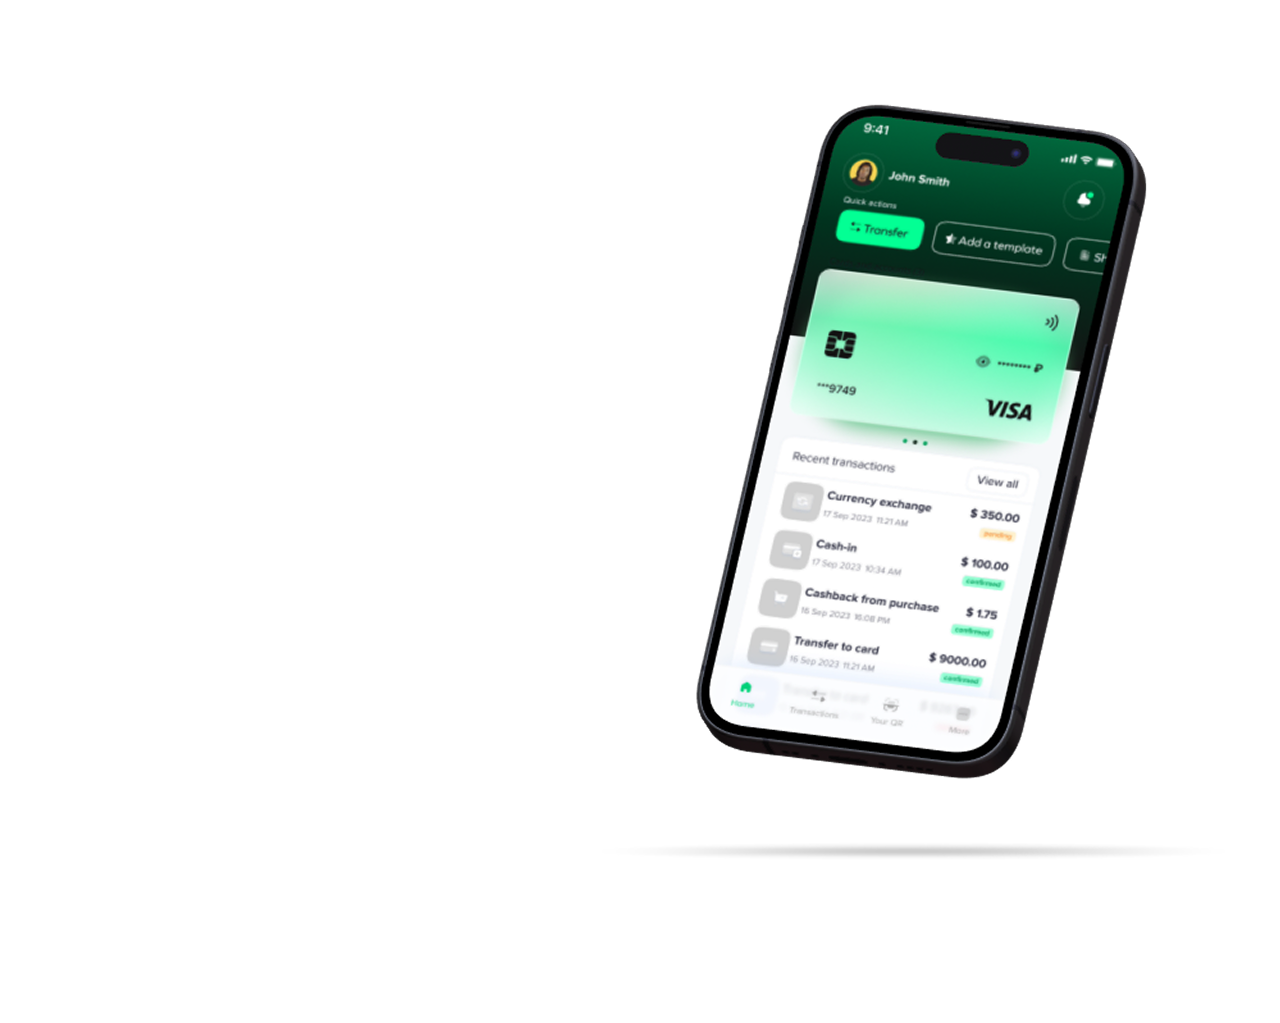 9:41
John Smith
Quick actions
Transfer
Add a template
Sh
•••••••• ₽
***9749
VISA
Recent transactions
View all
Currency exchange
$ 350.00
17 Sep 2023 11:21 AM
pending
Cash-in
$ 100.00
17 Sep 2023 10:34 AM
confirmed
Cashback from purchase
$ 1.75
16 Sep 2023 16:08 PM
confirmed
Transfer to card
$ 9000.00
16 Sep 2023 11:21 AM
confirmed
Home
Transactions
Your QR
More